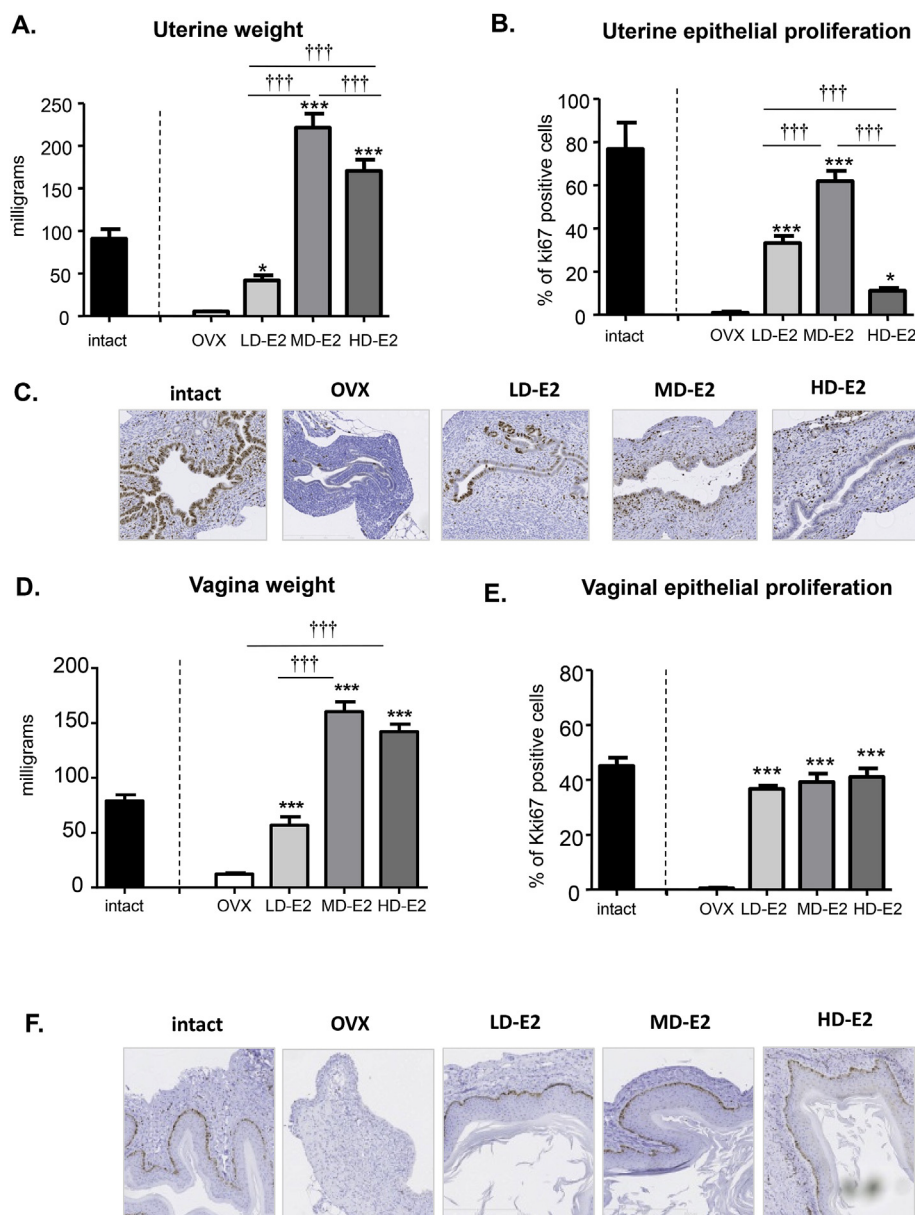 A.
Uterine weight
†††
††† †††
***
***
*
milligrams
250
200
150
100
50
0
intact OVX LD-E2 MD-E2 HD-E2
B.
Uterine epithelial proliferation
†††
††† †††
***
***
*
% of ki67 positive cells
100
80
60
40
20
0
intact OVX LD-E2 MD-E2 HD-E2
C.
intact OVX LD-E2 MD-E2 HD-E2
D.
Vagina weight
†††
†††
***
***
***
milligrams
200
150
100
50
0
intact OVX LD-E2 MD-E2 HD-E2
E.
Vaginal epithelial proliferation
*** *** ***
% of Kki67 positive cells
80
60
40
20
0
intact OVX LD-E2 MD-E2 HD-E2
F.
intact OVX LD-E2 MD-E2 HD-E2